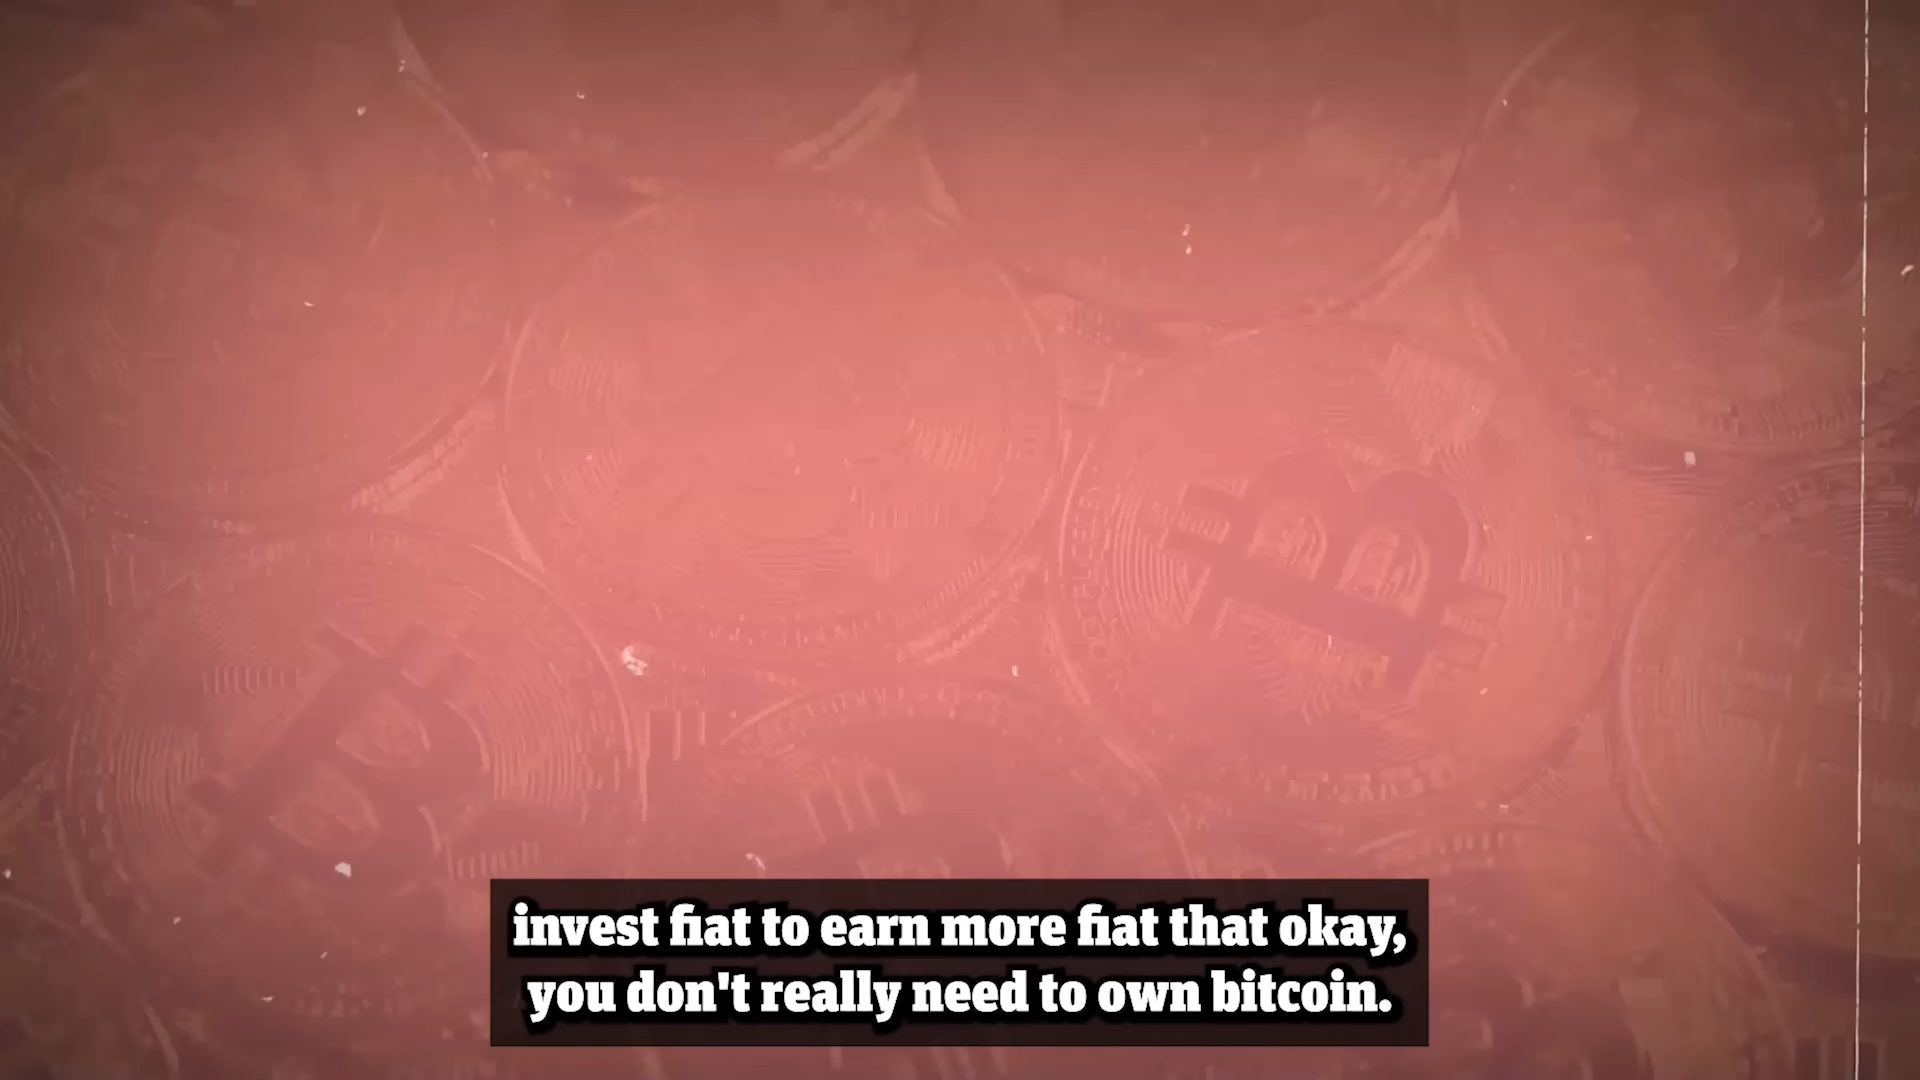 invest fiat to earn more fiat that okay,
you don't really need to own bitcoin.